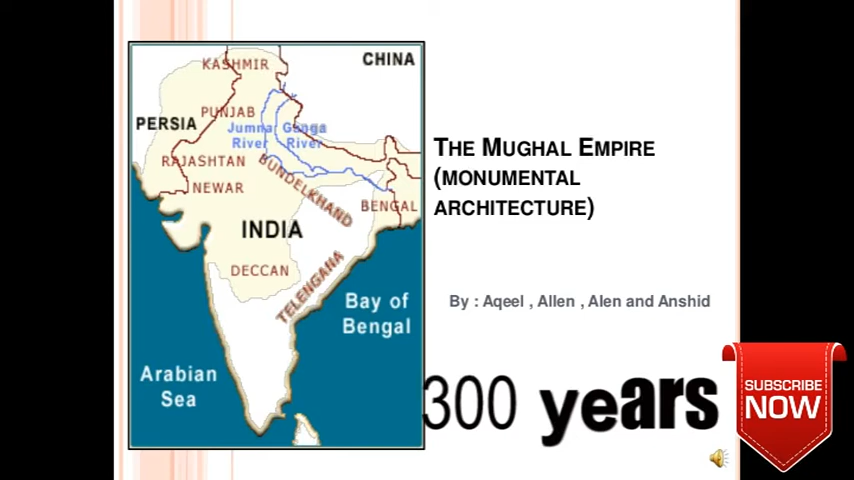 KASHMIR
CHINA
PUNJAB
PERSIA
Jumna Ganga
River River
RAJASHTAN
BUNDELKHAND
NEWAR
BENGAL
INDIA
DECCAN
TELENGANA
Bay of
Bengal
Arabian
Sea
THE MUGHAL EMPIRE
(MONUMENTAL
ARCHITECTURE)
By : Aqeel , Allen , Alen and Anshid
300 years
SUBSCRIBE
NOW